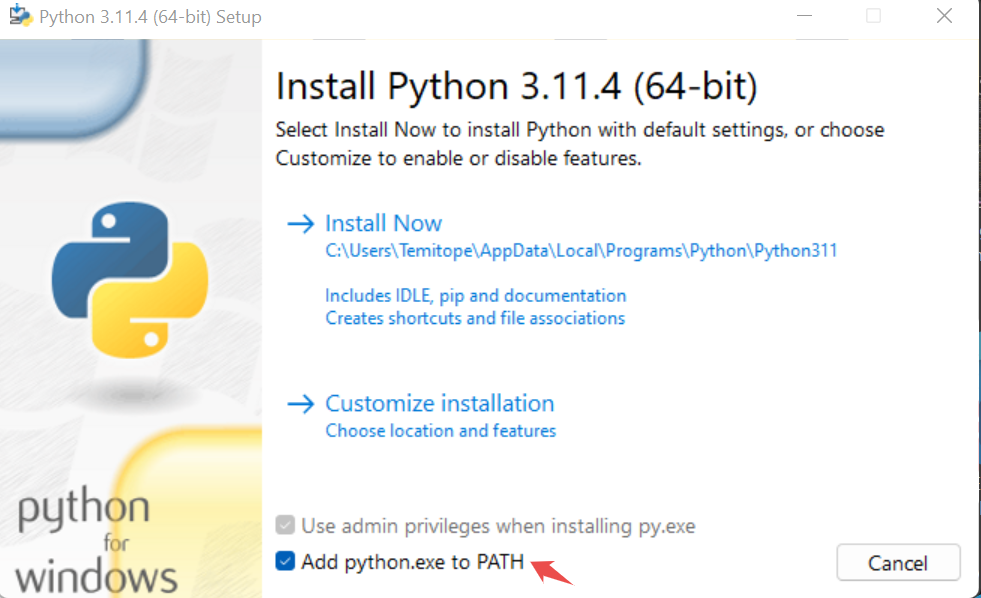 Python 3.11.4 (64-bit) Setup
Install Python 3.11.4 (64-bit)
Select Install Now to install Python with default settings, or choose
Customize to enable or disable features.
Install Now
C:\Users\Temitope\AppData\Local\Programs\Python\Python311
Includes IDLE, pip and documentation
Creates shortcuts and file associations
Customize installation
Choose location and features
python
for
windows
Use admin privileges when installing py.exe
Add python.exe to PATH
Cancel